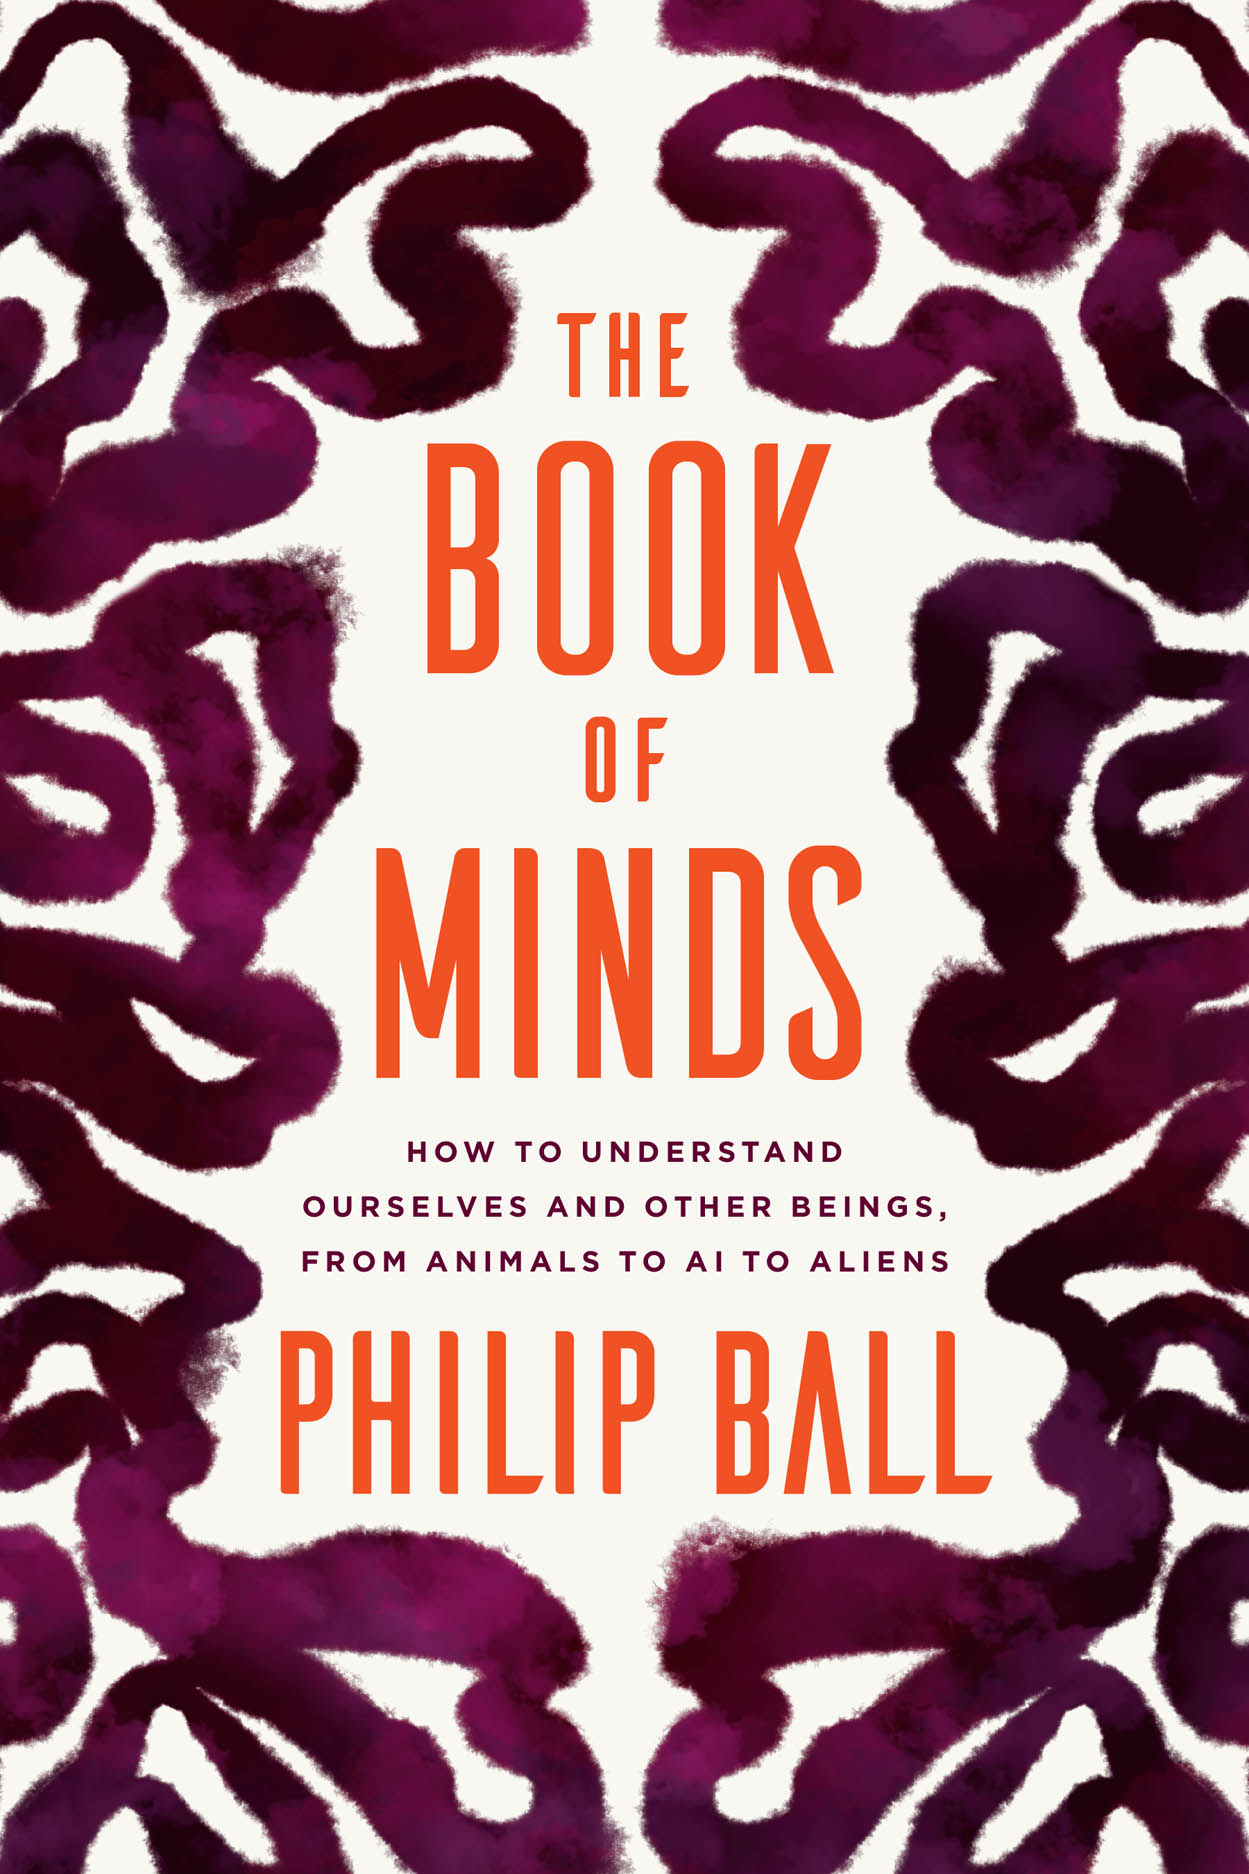 THE
BOOK
OF
MINDS
HOW TO UNDERSTAND
OURSELVES AND OTHER BEINGS,
FROM ANIMALS TO AI TO ALIENS
PHILIP BALL